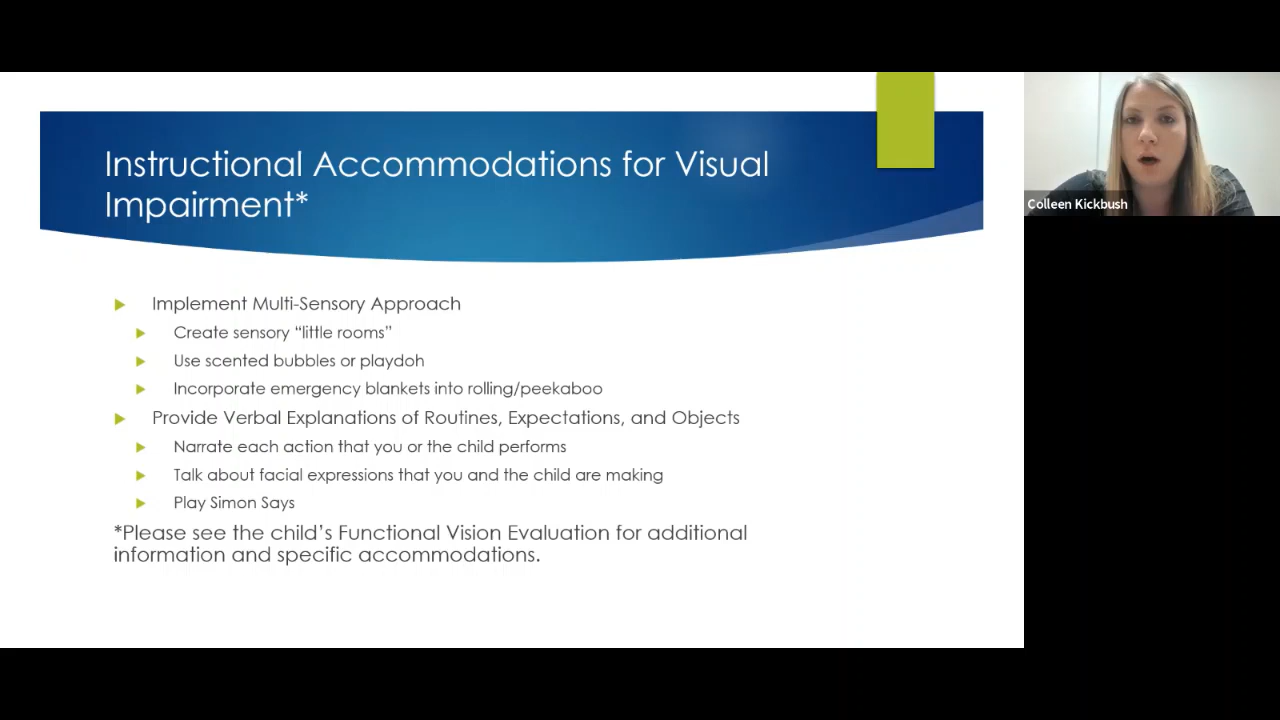 Instructional Accommodations for Visual
Impairment*
Implement Multi-Sensory Approach
Create sensory “little rooms”
Use scented bubbles or playdoh
Incorporate emergency blankets into rolling/peekaboo
Provide Verbal Explanations of Routines, Expectations, and Objects
Narrate each action that you or the child performs
Talk about facial expressions that you and the child are making
Play Simon Says
*Please see the child’s Functional Vision Evaluation for additional
information and specific accommodations.
Colleen Kickbush